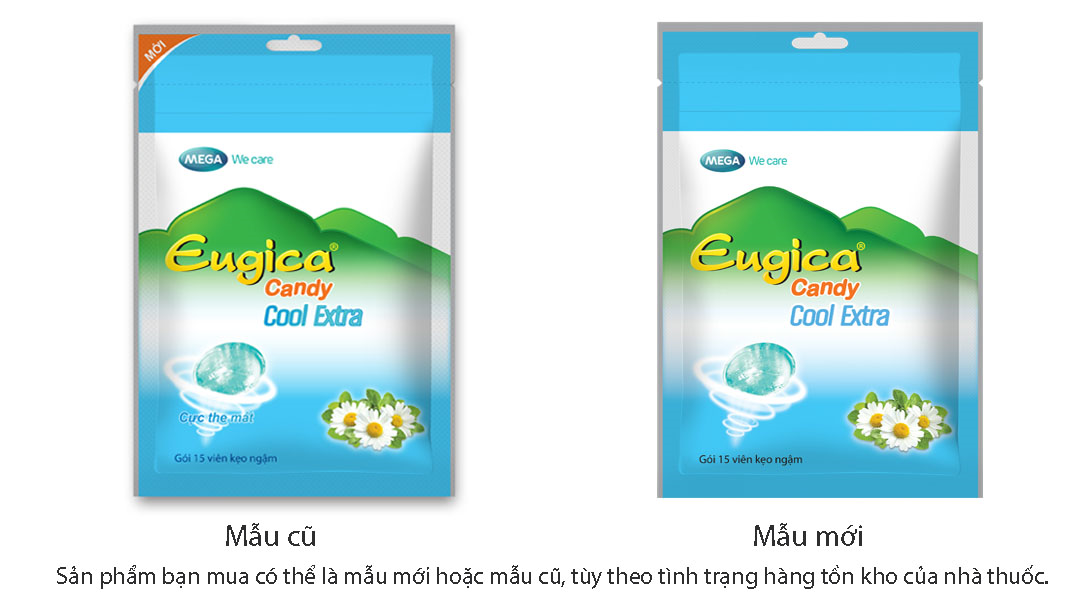 MỚI
MEGA We care
Eugica®
Candy
Cool Extra
Cực the mát
Gói 15 viên kẹo ngậm
MEGA We care
Eugica®
Candy
Cool Extra
Gói 15 viên kẹo ngậm
Mẫu cũ
Mẫu mới
Sản phẩm bạn mua có thể là mẫu mới hoặc mẫu cũ, tùy theo tình trạng hàng tồn kho của nhà thuốc.